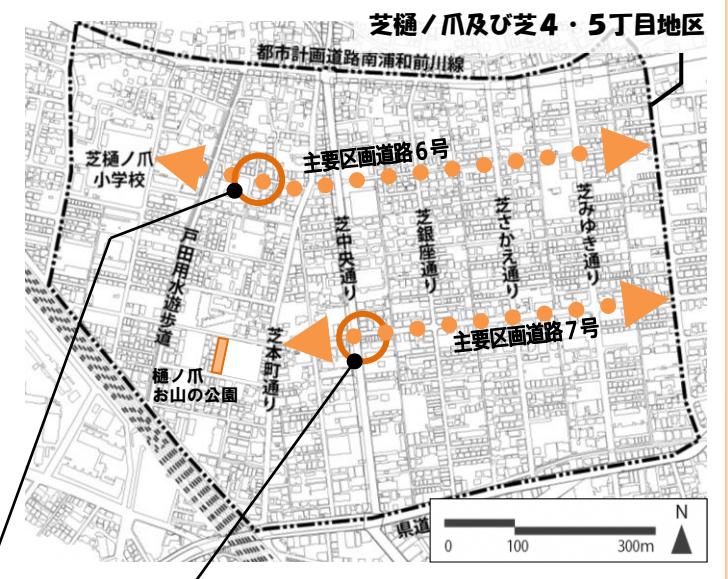 芝樋ノ爪及び芝4・5丁目地区
都市計画道路南浦和前川線
芝樋ノ爪
小学校
主要区画道路6号
戸田用水遊歩道
芝中央通り
芝銀座通り
芝さかえ通り
芝みゆき通り
主要区画道路7号
芝本町通り
樋ノ爪
お山の公園
県道
N
0 100 300m